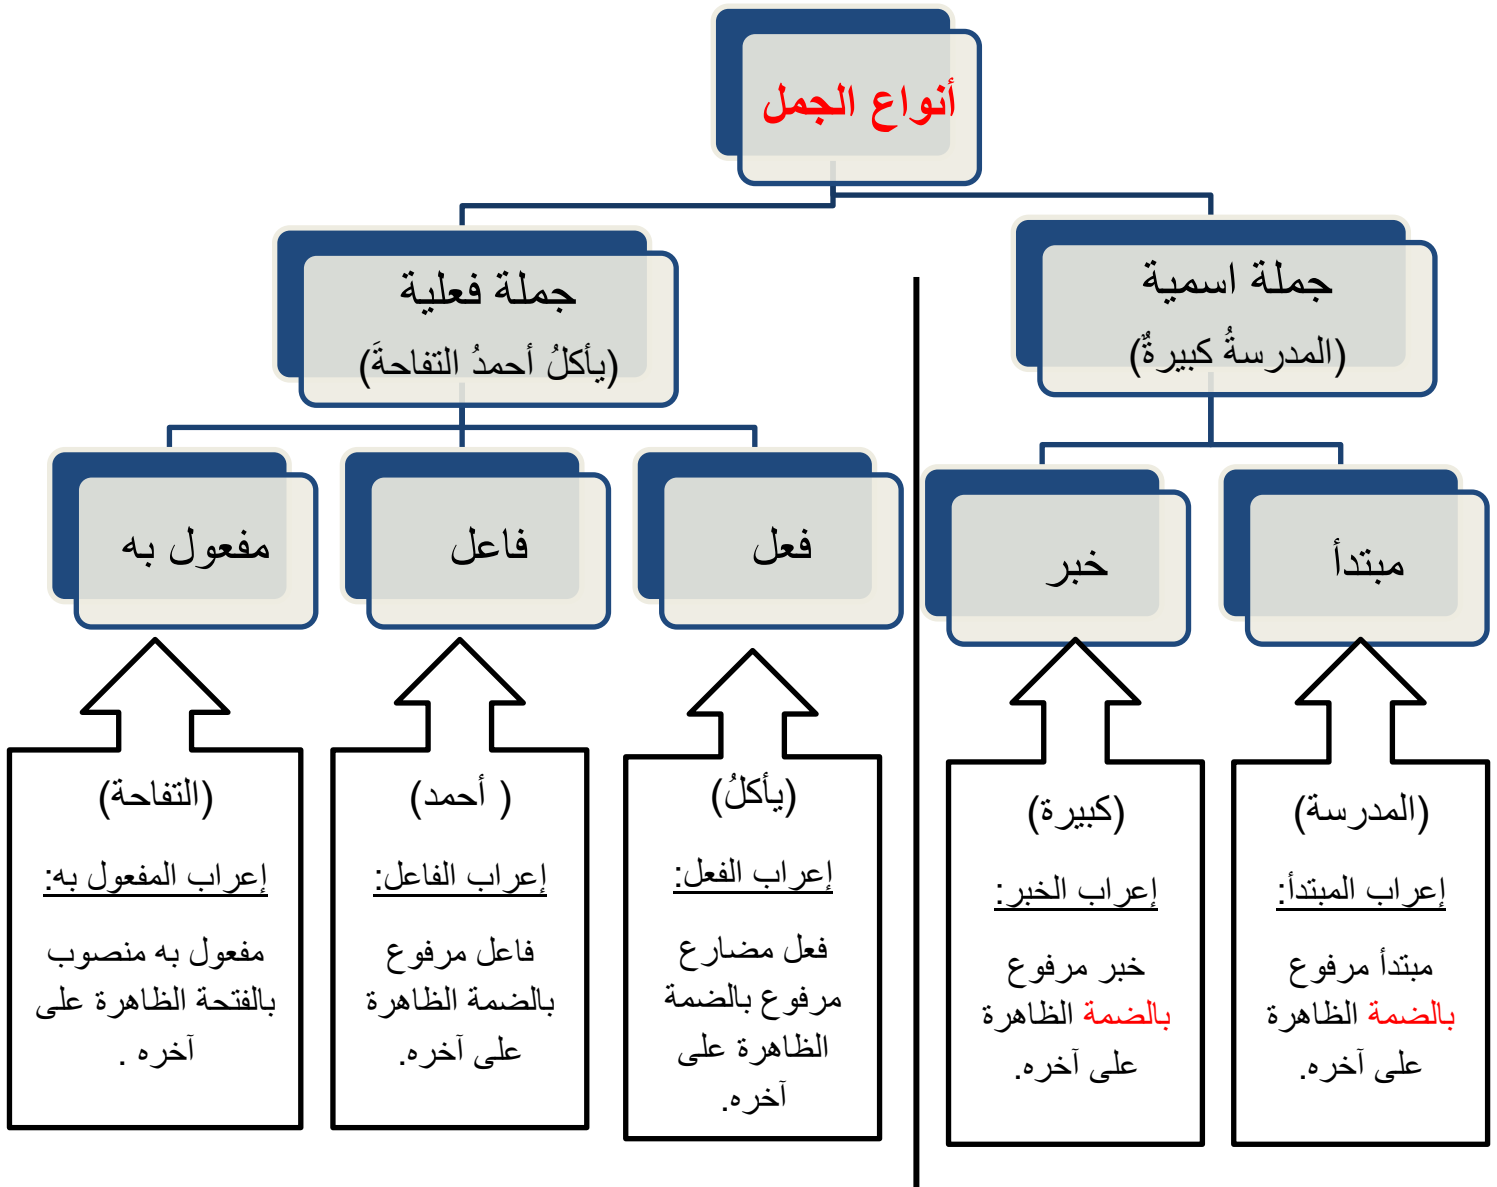 أنواع الجمل
جملة اسمية
(المدرسةُ كبيرةٌ)
جملة فعلية
(يأكلُ أحمدُ التفاحةَ)
مبتدأ
خبر
فعل
فاعل
مفعول به
(المدرسة)
إعراب المبتدأ:
مبتدأ مرفوع
بالضمة الظاهرة
على آخره.
(كبيرة)
إعراب الخبر:
خبر مرفوع
بالضمة الظاهرة
على آخره.
(يأكلُ)
إعراب الفعل:
فعل مضارع
مرفوع بالضمة
الظاهرة على
آخره.
( أحمد)
إعراب الفاعل:
فاعل مرفوع
بالضمة الظاهرة
على آخره.
(التفاحة)
إعراب المفعول به:
مفعول به منصوب
بالفتحة الظاهرة على
آخره .